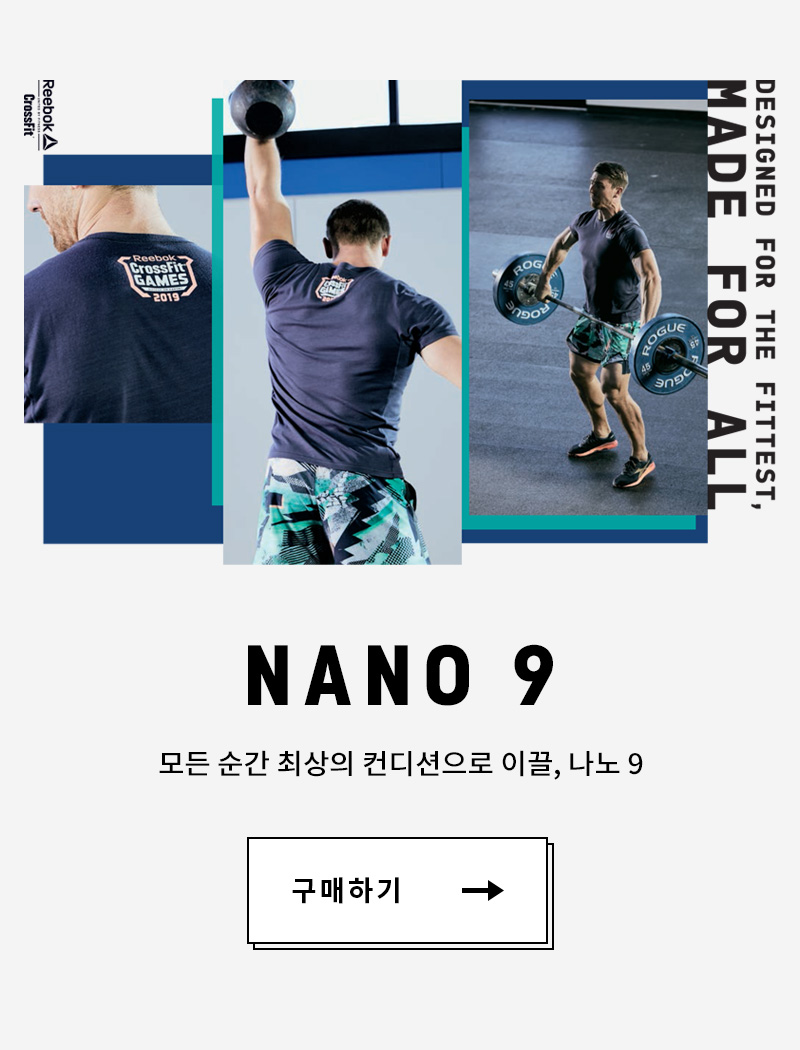 Reebok
CrossFit
DESIGNED FOR THE FITTEST,
MADE FOR ALL
Reebok
CrossFit
GAMES
2019
ROGUE
ROGUE
45
ROGUE
45
NANO 9
모든 순간 최상의 컨디션으로 이끌, 나노 9
구매하기